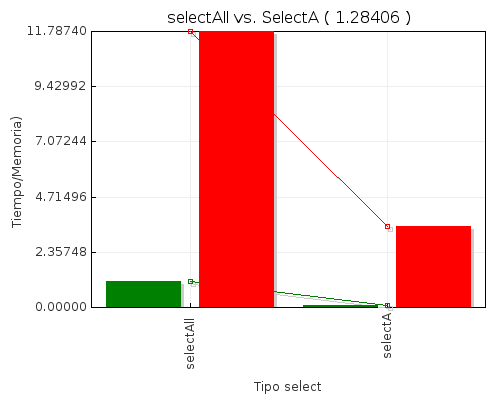 selectAll vs. SelectA ( 1.28406 )
11.78740
9.42992
7.07244
4.71496
2.35748
0.00000
Tiempo/Memoria)
selectAll
selectA
Tipo select